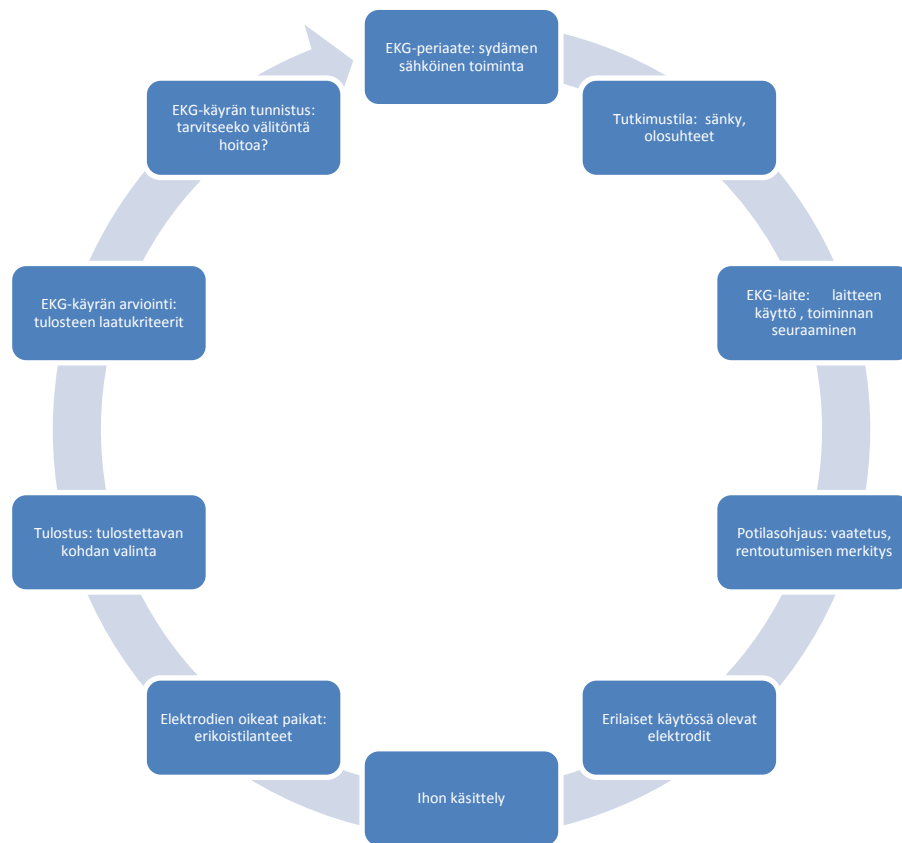 EKG-periaate: sydämen
sähköinen toiminta
Tutkimustila: sänky,
olosuhteet
EKG-laite: laitteen
käyttö , toiminnan
seuraaminen
Potilasohjaus: vaatetus,
rentoutumisen merkitys
Erilaiset käytössä olevat
elektrodit
Ihon käsittely
Elektrodien oikeat paikat:
erikoistilanteet
Tulostus: tulostettavan
kohdan valinta
EKG-käyrän arviointi:
tulosteen laatukriteerit
EKG-käyrän tunnistus:
tarvitseeko välitöntä
hoitoa?